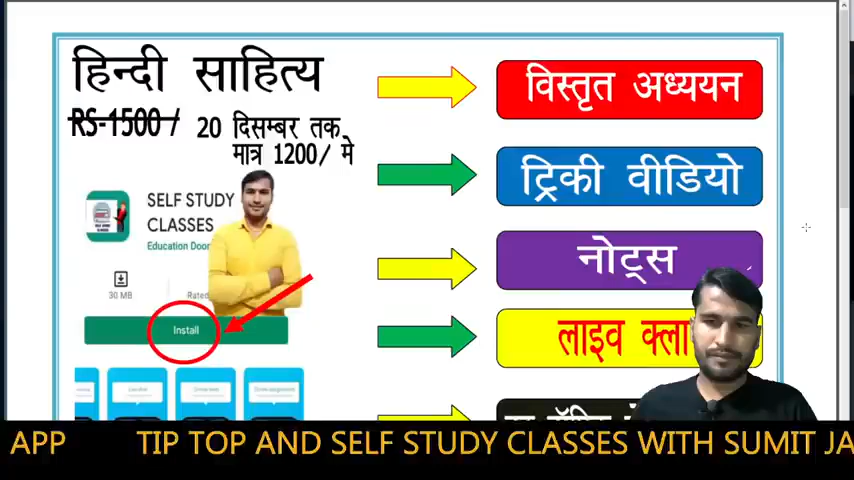 हिन्दी साहित्य
RS-1500 /
20 दिसम्बर तक
मात्र 1200/ मे
SELF STUDY
CLASSES
Education
30 MB
Rated
Install
विस्तृत अध्ययन
ट्रिकी वीडियो
नोट्स
लाइव
APP TIP TOP AND SELF STUDY CLASSES WITH SUMIT JA